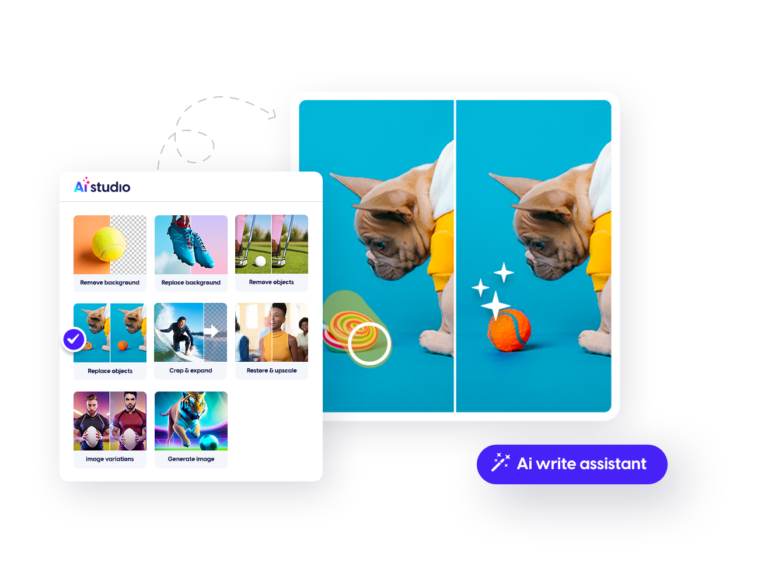 Ai studio
Remove background
Replace background
Remove objects
Replace objects
Crop & expand
Restore & upscale
image variations
Generate image
Ai write assistant